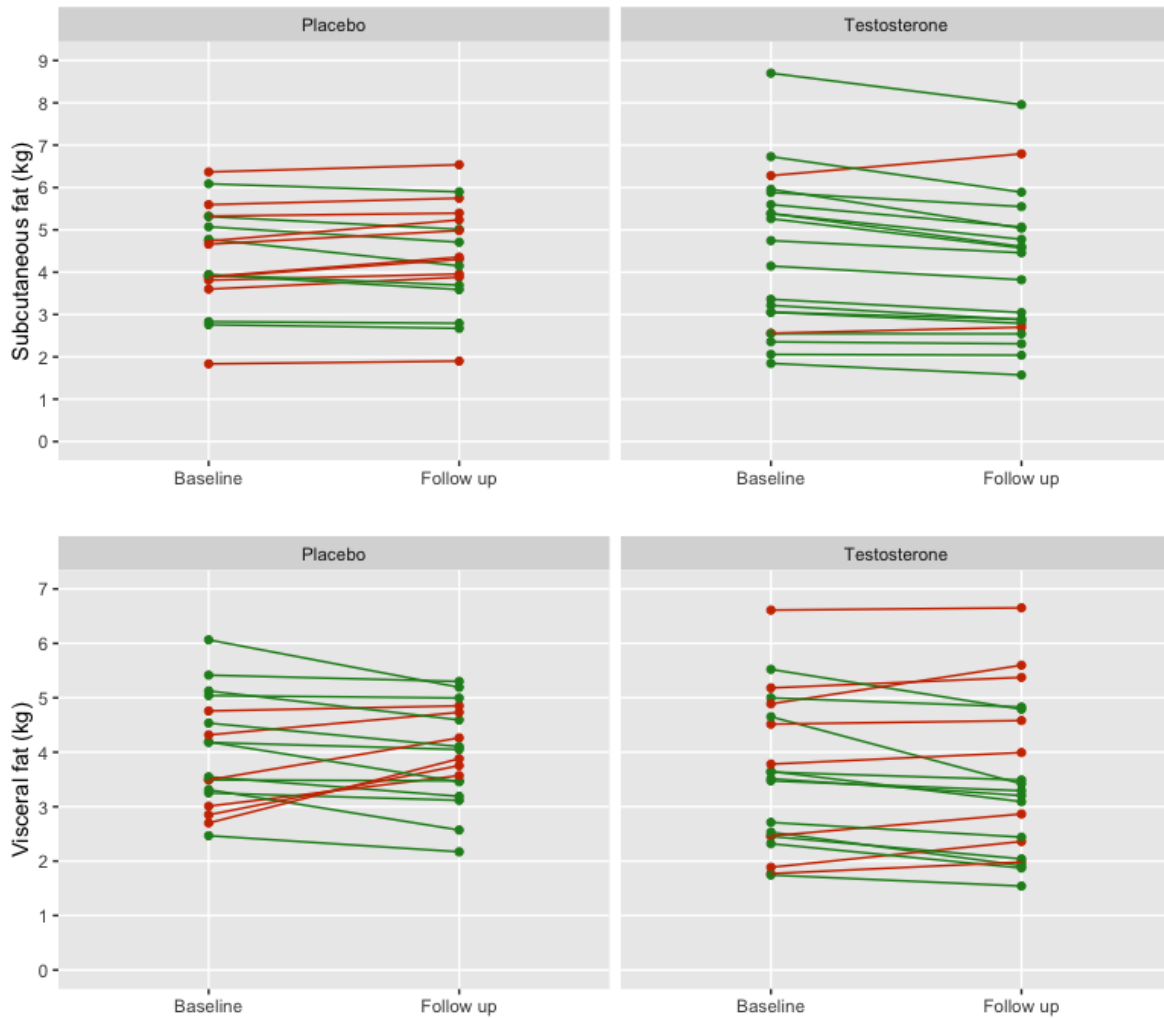 Placebo
Testosterone
Subcutaneous fat (kg)
9
8
7
6
5
4
3
2
1
0
Baseline
Follow up
Baseline
Follow up
Placebo
Testosterone
Visceral fat (kg)
7
6
5
4
3
2
1
0
Baseline
Follow up
Baseline
Follow up